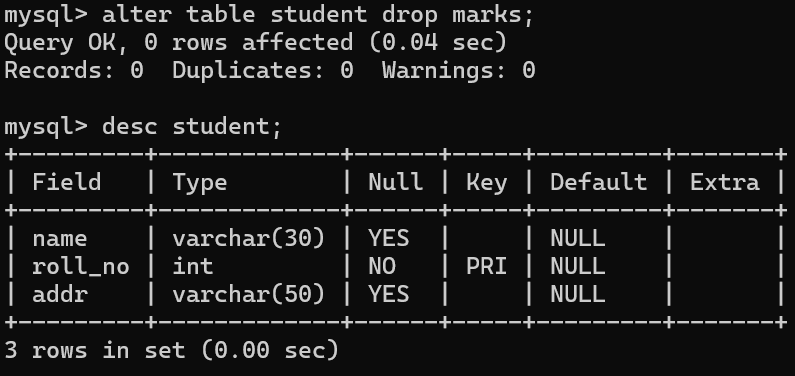 mysql> alter table student drop marks;
Query OK, 0 rows affected (0.04 sec)
Records: 0  Duplicates: 0  Warnings: 0

mysql> desc student;
+---------+-------------+------+-----+---------+-------+
| Field   | Type        | Null | Key | Default | Extra |
+---------+-------------+------+-----+---------+-------+
| name    | varchar(30) | YES  |     | NULL    |       |
| roll_no | int         | NO   | PRI | NULL    |       |
| addr    | varchar(50) | YES  |     | NULL    |       |
+---------+-------------+------+-----+---------+-------+
3 rows in set (0.00 sec)